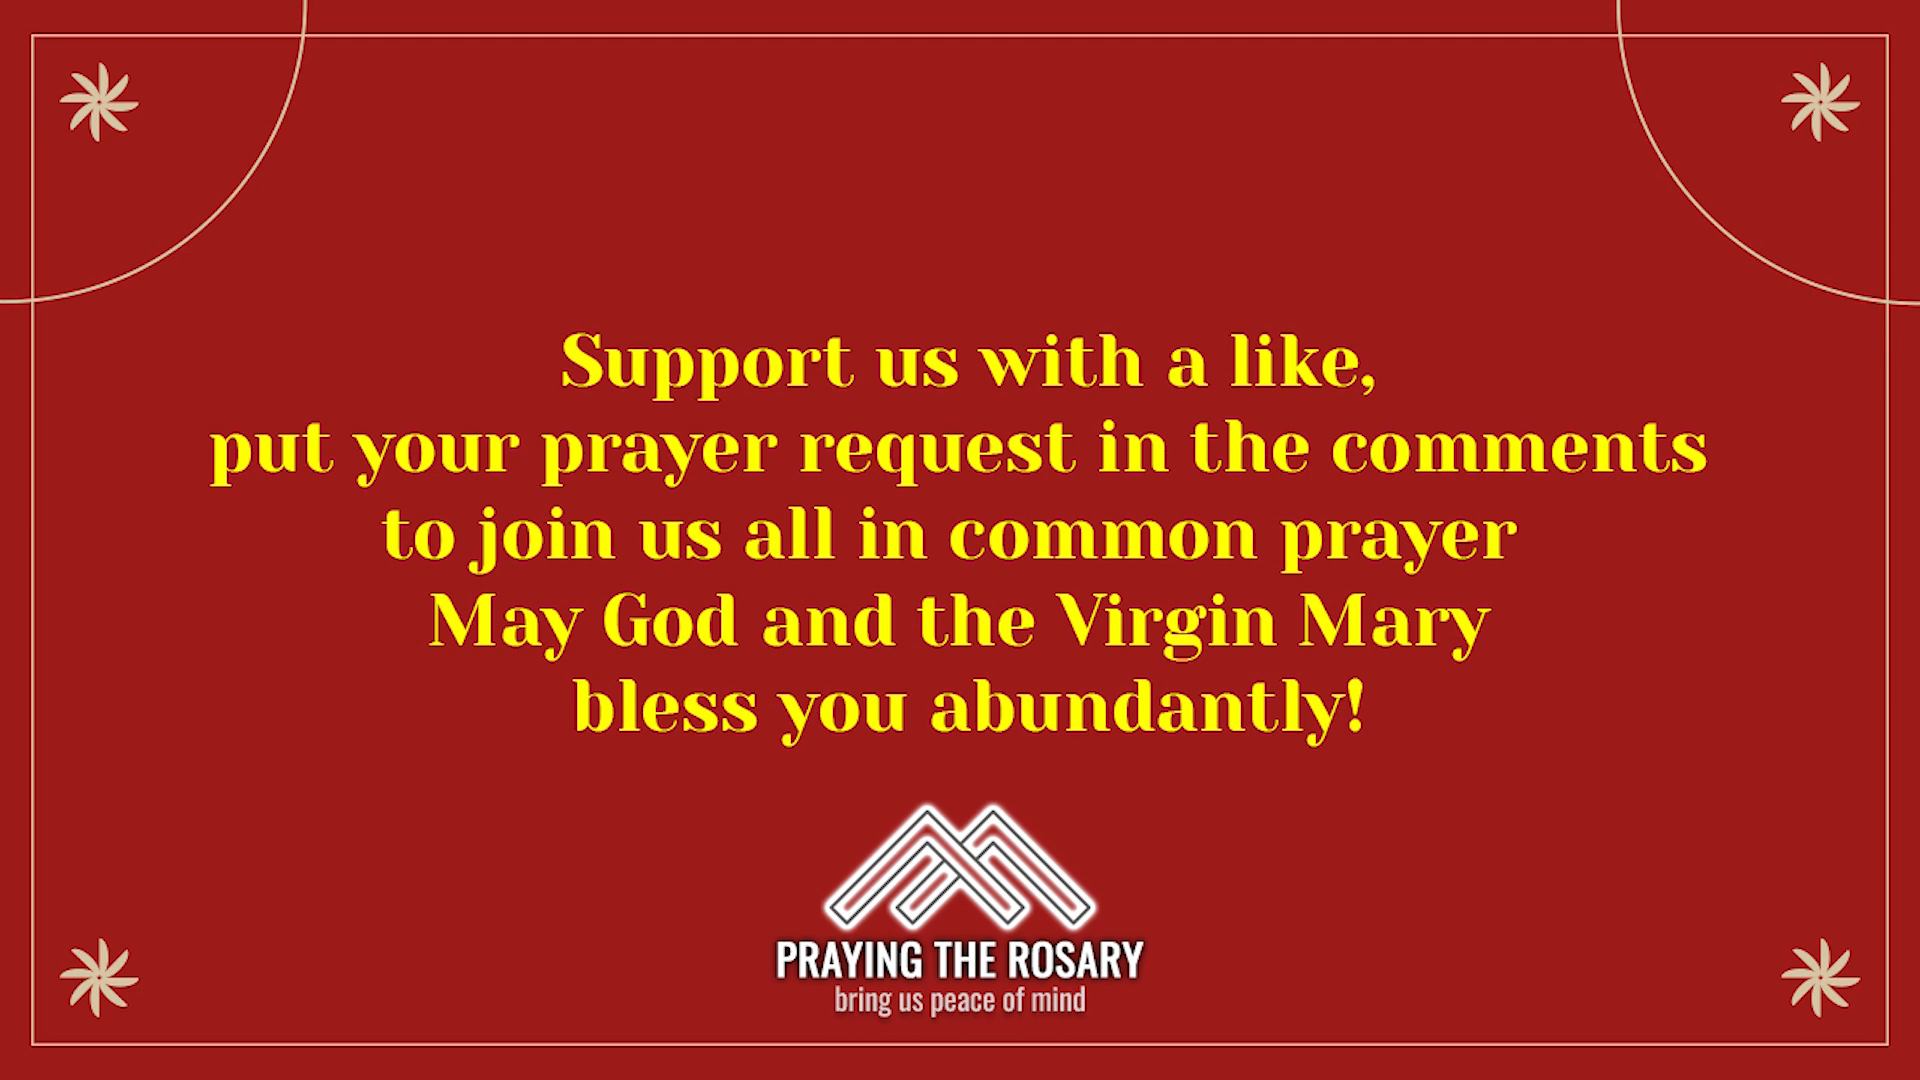 Support us with a like,
put your prayer request in the comments
to join us all in common prayer
May God and the Virgin Mary
bless you abundantly!
PRAYING THE ROSARY
bring us peace of mind